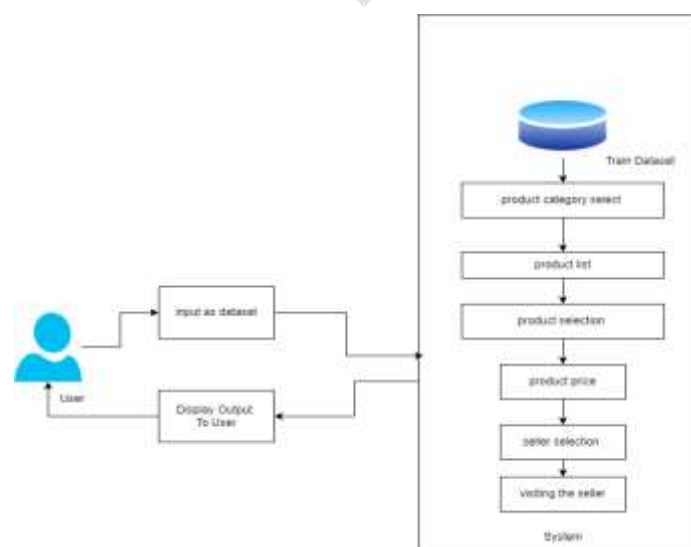 Train Dataset
product category select
product list
product selection
product price
seller selection
visiting the seller
System
input as dataset
User
Display Output
To User